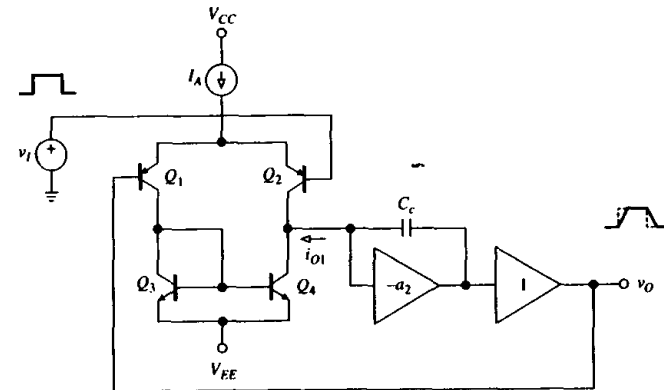 V_CC
I_A
v_I
Q_1
Q_2
C_c
i_O1
-a_2
1
v_O
Q_3
Q_4
V_EE